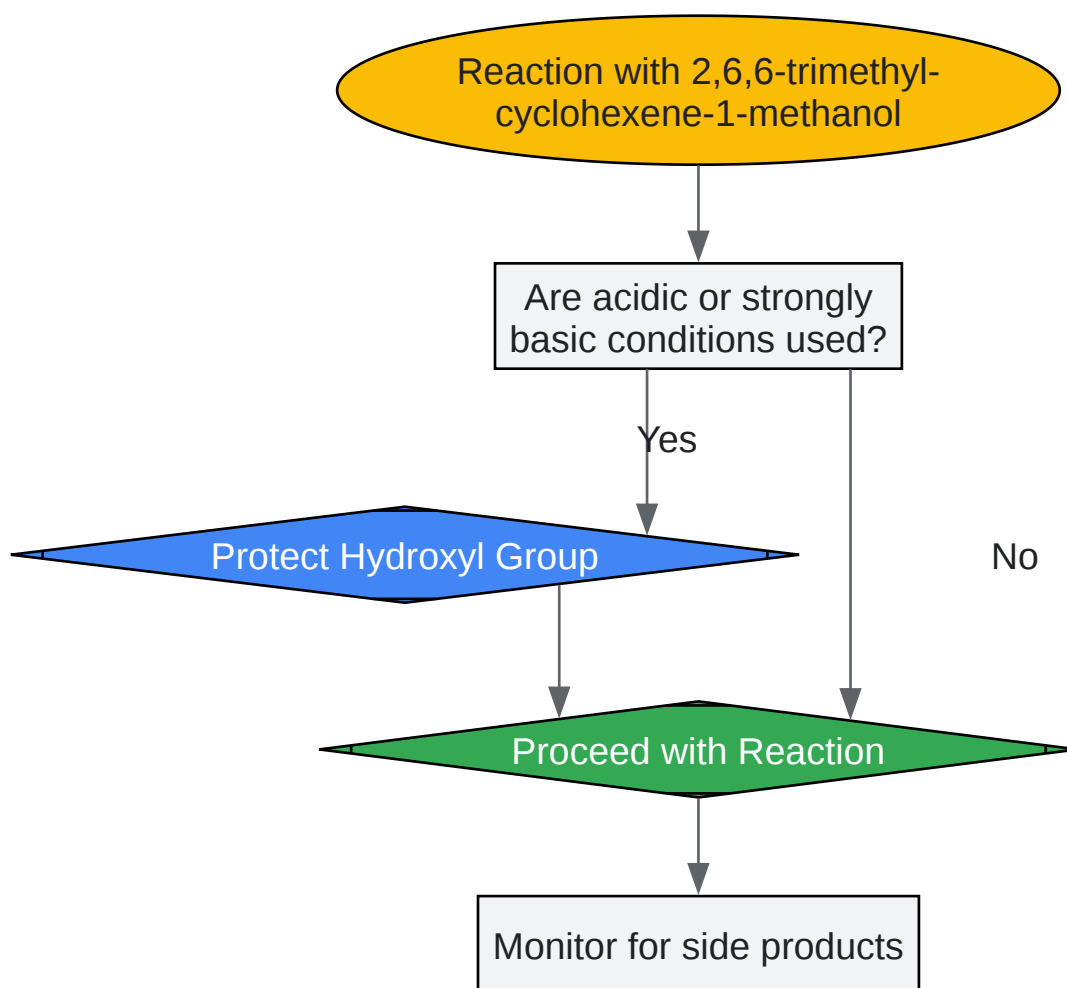 Reaction with 2,6,6-trimethyl-
cyclohexene-1-methanol
Are acidic or strongly
basic conditions used?
Yes
Protect Hydroxyl Group
No
Proceed with Reaction
Monitor for side products